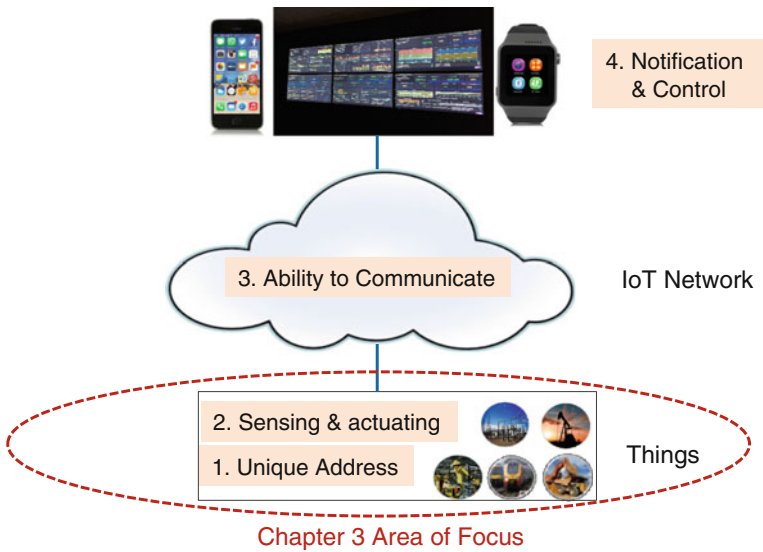 4. Notification
& Control
3. Ability to Communicate
IoT Network
2. Sensing & actuating
1. Unique Address
Things
Chapter 3 Area of Focus